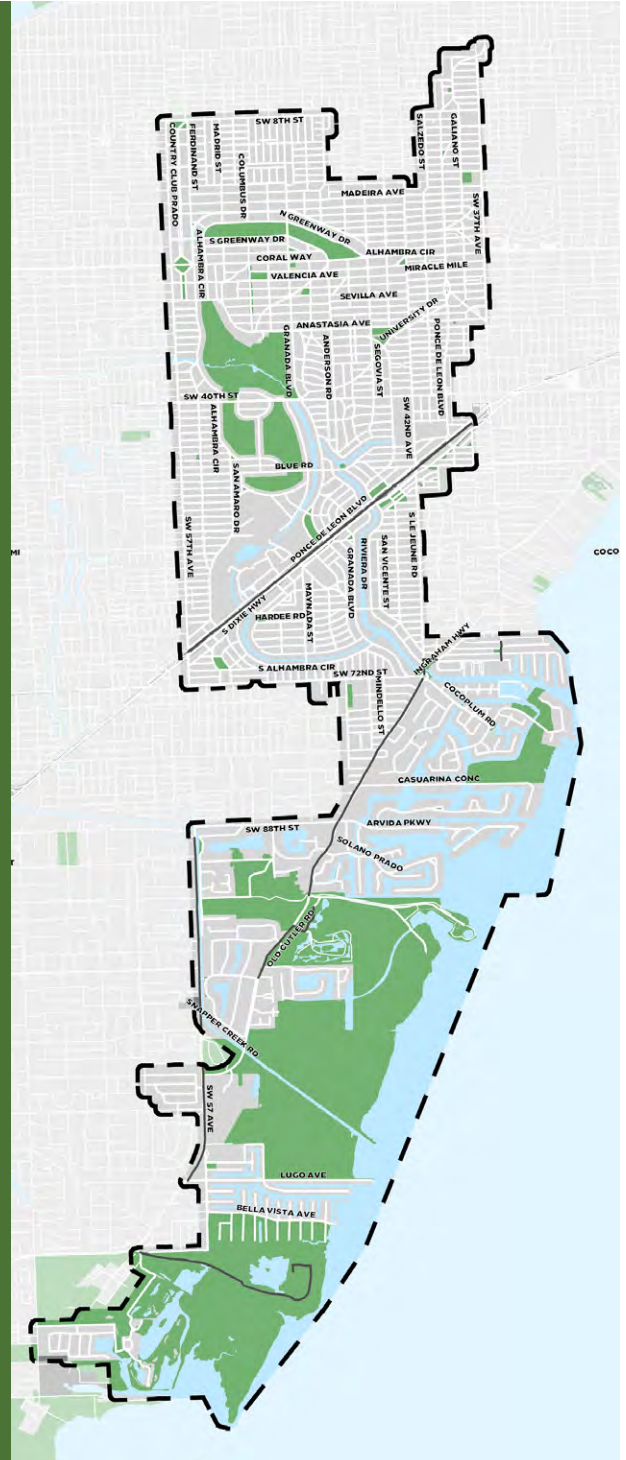 SW 8TH ST
COUNTRY CLUB PRADO
FERDINAND ST
MADRID ST
COLUMBUS DR
SALZEDO ST
GALIANO ST
MADEIRA AVE
SW 37TH AVE
N GREENWAY DR
S GREENWAY DR
ALHAMBRA CIR
CORAL WAY
ALHAMBRA CIR
MIRACLE MILE
VALENCIA AVE
SEVILLA AVE
ANASTASIA AVE
UNIVERSITY DR
GRANADA BLVD
ANDERSON RD
SEGOVIA ST
PONCE DE LEON BLVD
SW 40TH ST
ALHAMBRA CIR
SW 42ND AVE
BLUE RD
SAN AMARO DR
PONCE DE LEON BLVD
SW 57TH AVE
S LE JEUNE RD
SAN VICENTE ST
RIVIERA DR
GRANADA BLVD
MI
COCO
S DIXIE HWY
HARDEE RD
MAYNADA ST
S ALHAMBRA CIR
SW 72ND ST
INGRAHAM HWY
MINDELLO ST
COCOPLUM RD
CASUARINA CONC
SW 88TH ST
ARVIDA PKWY
SOLANO PRADO
OLD CUTLER RD
SNAPPER CREEK RD
SW 57 AVE
LUGO AVE
BELLA VISTA AVE